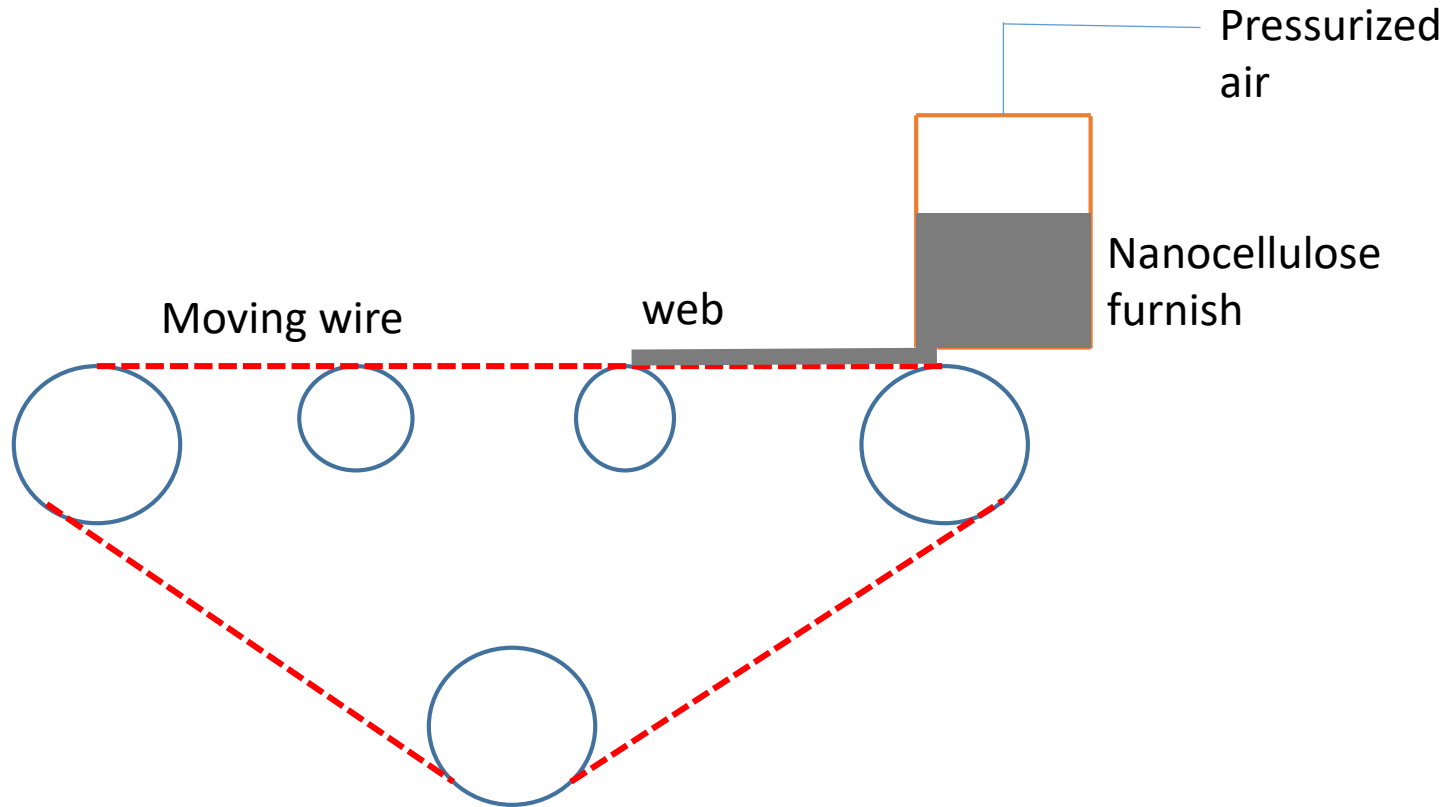 Pressurized
air
Nanocellulose
furnish
Moving wire
web